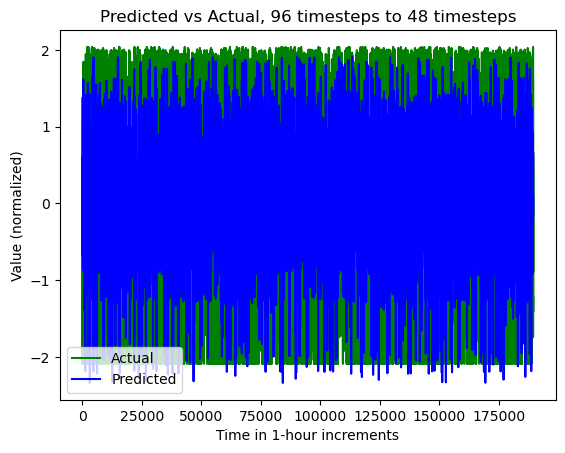 Predicted vs Actual, 96 timesteps to 48 timesteps
Value (normalized)
2
1
0
−1
−2
Actual
Predicted
0 25000 50000 75000 100000 125000 150000 175000
Time in 1-hour increments